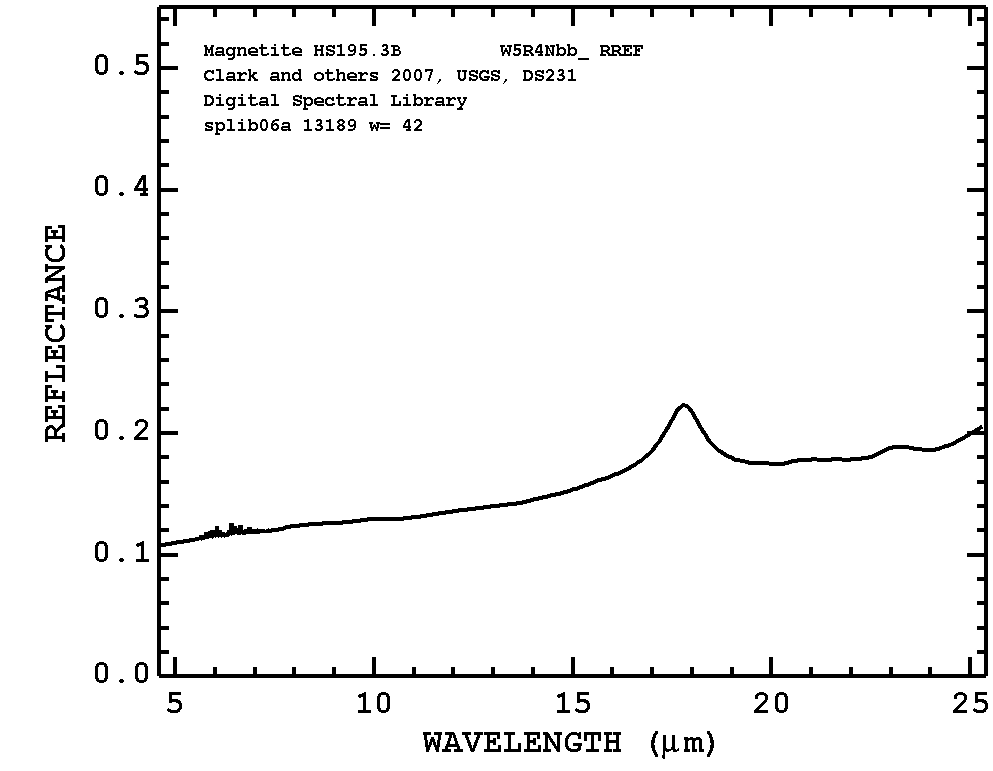 Magnetite HS195.3B W5R4Nbb_ RREF
Clark and others 2007, USGS, DS231
Digital Spectral Library
splib06a 13189 w= 42
0.5
0.4
0.3
0.2
0.1
0.0
REFLECTANCE
5 10 15 20 25
WAVELENGTH (μm)